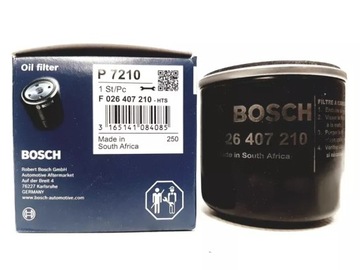 Oil filter
P 7210
1 St/Pc
F 026 407 210 -HTS
3 165141 084085
Made in
South Africa
250
BOSCH
Robert Bosch GmbH
Automotive Aftermarket
Auf der Breit 4
76227 Karlsruhe
GERMANY
www.bosch-automotive.com
BOSCH
26 407 210
Made in
South Africa